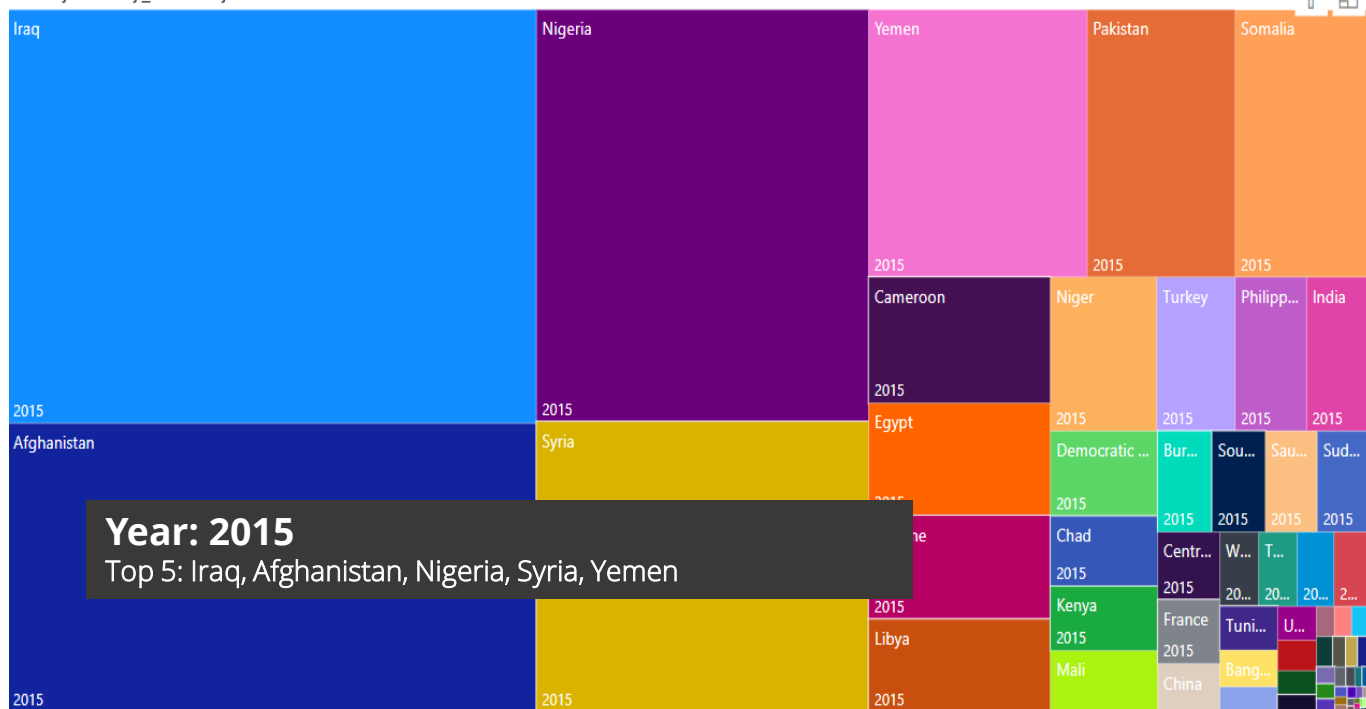 Iraq
2015
Afghanistan
2015
Nigeria
2015
Syria
2015
Yemen
2015
Pakistan
2015
Somalia
2015
Cameroon
2015
Egypt
2015
2015
Libya
2015
Niger
2015
Turkey
2015
Philipp...
2015
India
2015
Democratic ...
2015
Chad
2015
Kenya
2015
Mali
Bur...
2015
Sou...
2015
Sau...
2015
Sud...
2015
Centr...
2015
W...
20...
T...
20...
20...
2...
France
2015
China
Tuni...
Bang...
U...
Year: 2015
Top 5: Iraq, Afghanistan, Nigeria, Syria, Yemen